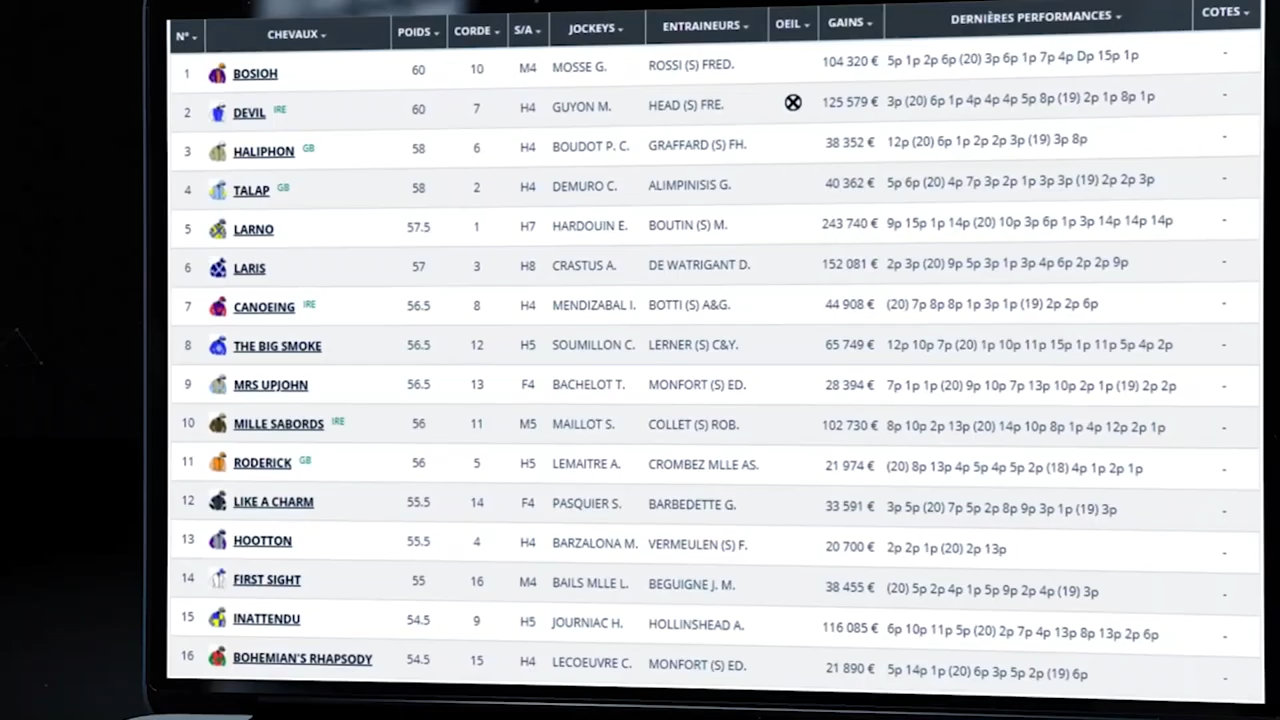 N° CHEVAUX POIDS CORDE S/A JOCKEYS ENTRAINEURS OEIL GAINS DERNIÈRES PERFORMANCES COTES
1 BOSIOH 60 10 M4 MOSSE G. ROSSI (S) FRED. 104 320 € 5p 1p 2p 6p (20) 3p 6p 1p 7p 4p Dp 15p 1p -
2 DEVIL IRE 60 7 H4 GUYON M. HEAD (S) FRE. 125 579 € 3p (20) 6p 1p 4p 4p 4p 5p 8p (19) 2p 1p 8p 1p -
3 HALIPHON GB 58 6 H4 BOUDOT P. C. GRAFFARD (S) FH. 38 352 € 12p (20) 6p 1p 2p 2p 3p (19) 3p 8p -
4 TALAP GB 58 2 H4 DEMURO C. ALIMPINISIS G. 40 362 € 5p 6p (20) 4p 7p 3p 2p 1p 3p 3p (19) 2p 2p 3p -
5 LARNO 57.5 1 H7 HARDOUIN E. BOUTIN (S) M. 243 740 € 9p 15p 1p 14p (20) 10p 3p 6p 1p 3p 14p 14p 14p -
6 LARIS 57 3 H8 CRASTUS A. DE WATRIGANT D. 152 081 € 2p 3p (20) 9p 5p 3p 1p 3p 4p 6p 2p 2p 9p -
7 CANOEING IRE 56.5 8 H4 MENDIZABAL I. BOTTI (S) A&G. 44 908 € (20) 7p 8p 8p 1p 3p 1p (19) 2p 2p 6p -
8 THE BIG SMOKE 56.5 12 H5 SOUMILLON C. LERNER (S) C&Y. 65 749 € 12p 10p 7p (20) 1p 10p 11p 15p 1p 11p 5p 4p 2p -
9 MRS UPJOHN 56.5 13 F4 BACHELOT T. MONFORT (S) ED. 28 394 € 7p 1p 1p (20) 9p 10p 7p 13p 10p 2p 1p (19) 2p 2p -
10 MILLE SABORDS IRE 56 11 M5 MAILLOT S. COLLET (S) ROB. 102 730 € 8p 10p 2p 13p (20) 14p 10p 8p 1p 4p 12p 2p 1p -
11 RODERICK GB 56 5 H5 LEMAITRE A. CROMBEZ MLLE AS. 21 974 € (20) 8p 13p 4p 5p 4p 5p 2p (18) 4p 1p 2p 1p -
12 LIKE A CHARM 55.5 14 F4 PASQUIER S. BARBEDETTE G. 33 591 € 3p 5p (20) 7p 5p 2p 8p 9p 3p 1p (19) 3p -
13 HOOTTON 55.5 4 H4 BARZALONA M. VERMEULEN (S) F. 20 700 € 2p 2p 1p (20) 2p 13p -
14 FIRST SIGHT 55 16 M4 BAILS MLLE L. BEGUIGNE J. M. 38 455 € (20) 5p 2p 4p 1p 5p 9p 2p 4p (19) 3p -
15 INATTENDU 54.5 9 H5 JOURNIAC H. HOLLINSHEAD A. 116 085 € 6p 10p 11p 5p (20) 2p 7p 4p 13p 8p 13p 2p 6p -
16 BOHEMIAN'S RHAPSODY 54.5 15 H4 LECOEUVRE C. MONFORT (S) ED. 21 890 € 5p 14p 1p (20) 6p 3p 5p 2p (19) 6p -